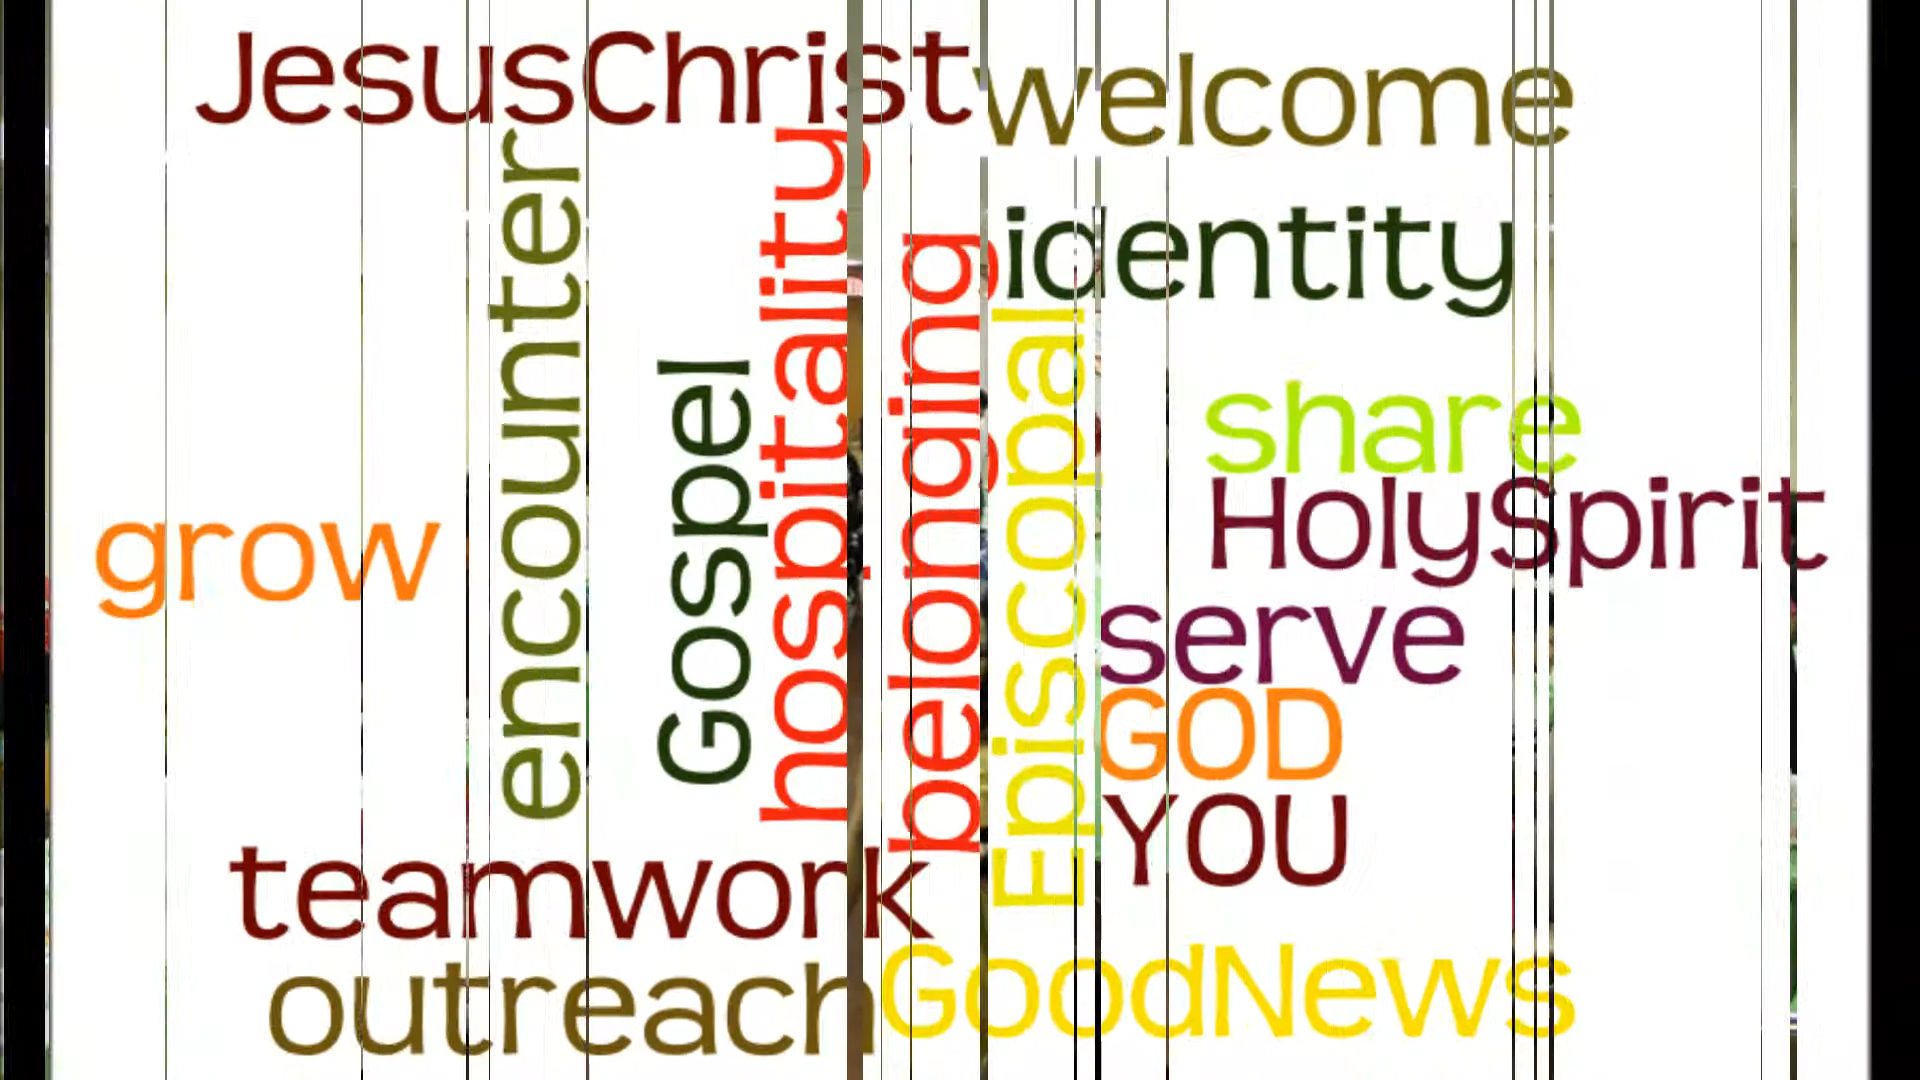 JesusChrist
welcome
encounter
hospitality
identity
belonging
Episcopal
Gospel
share
HolySpirit
grow
serve
GOD
YOU
teamwork
GoodNews
outreach